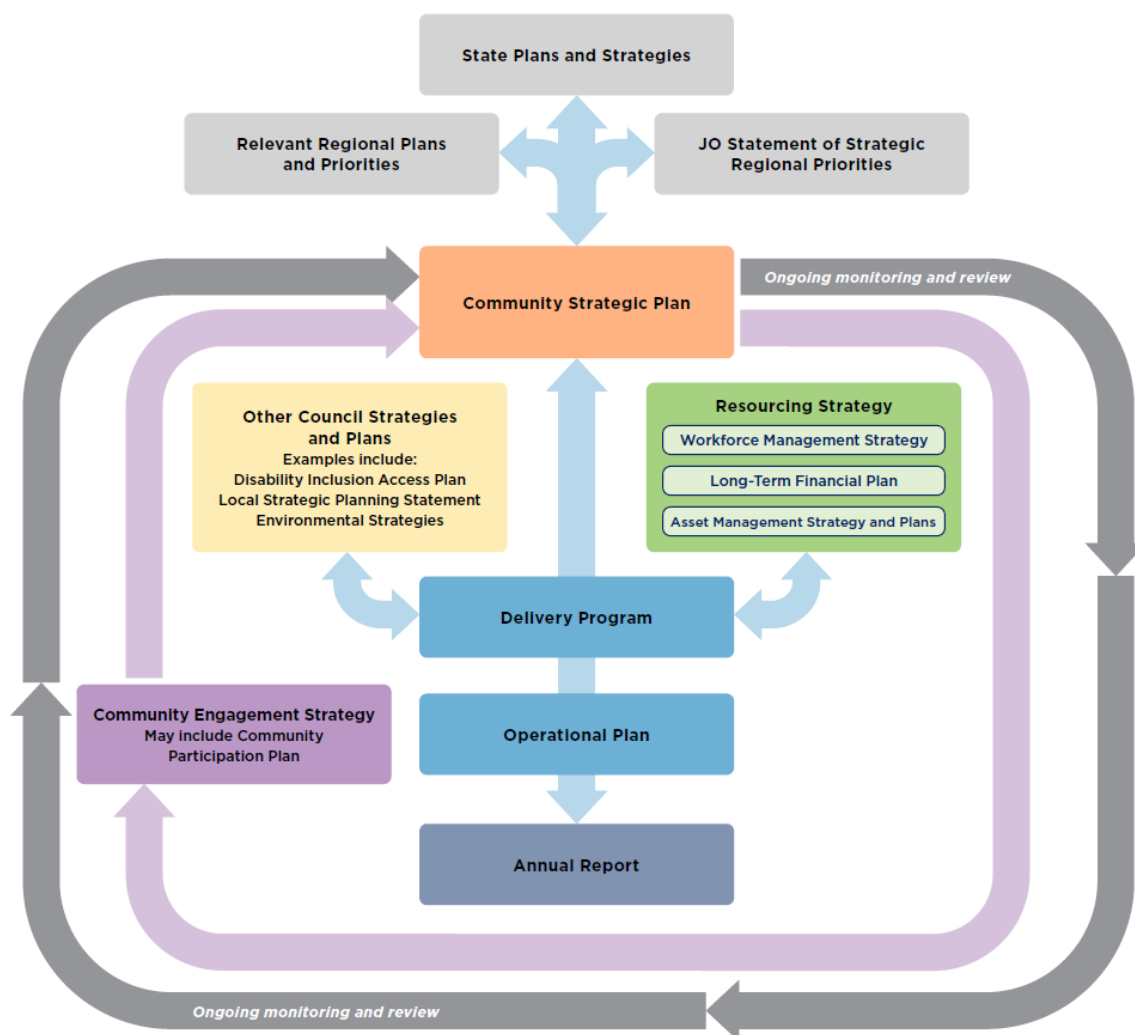 State Plans and Strategies
Relevant Regional Plans
and Priorities
JO Statement of Strategic
Regional Priorities
Ongoing monitoring and review
Community Strategic Plan
Other Council Strategies
and Plans
Examples include:
Disability Inclusion Access Plan
Local Strategic Planning Statement
Environmental Strategies
Resourcing Strategy
Workforce Management Strategy
Long-Term Financial Plan
Asset Management Strategy and Plans
Delivery Program
Community Engagement Strategy
May include Community
Participation Plan
Operational Plan
Annual Report
Ongoing monitoring and review